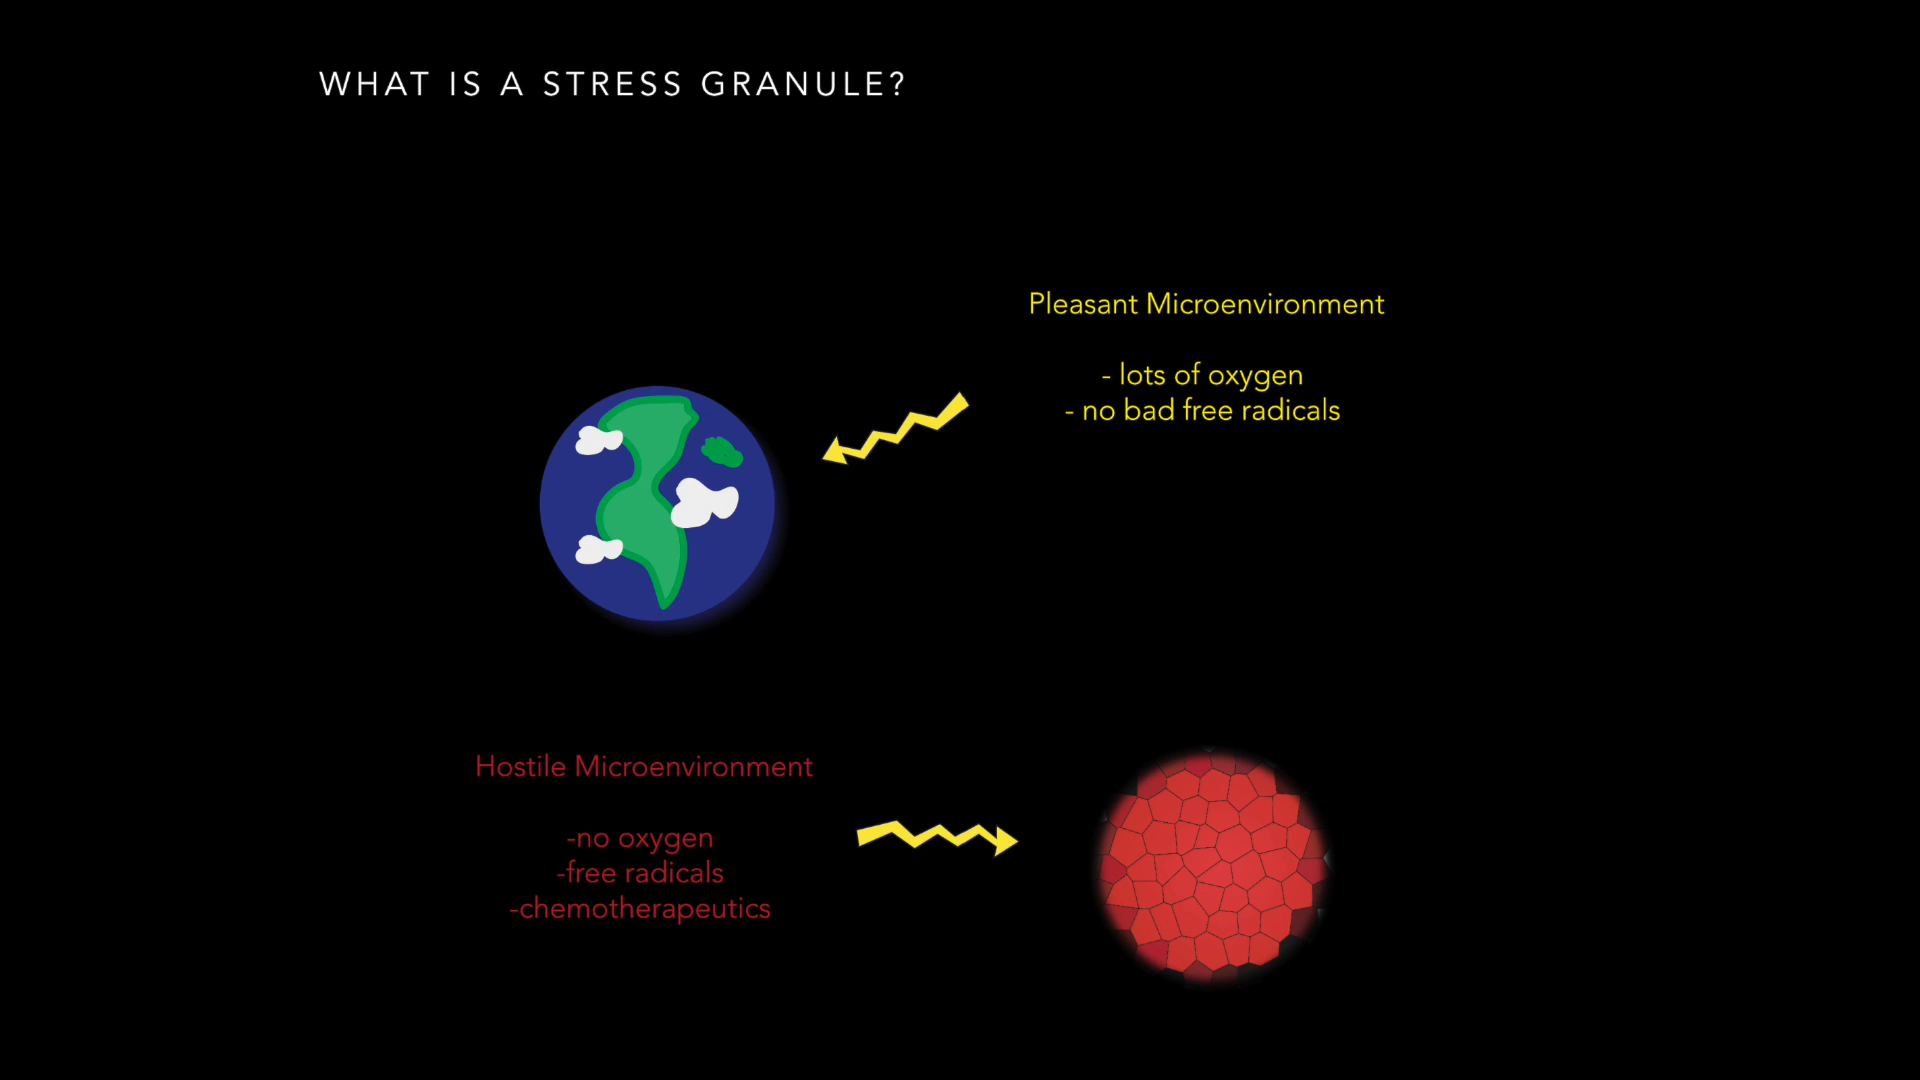 WHAT IS A STRESS GRANULE?
Pleasant Microenvironment
- lots of oxygen
- no bad free radicals
Hostile Microenvironment
-no oxygen
-free radicals
-chemotherapeutics